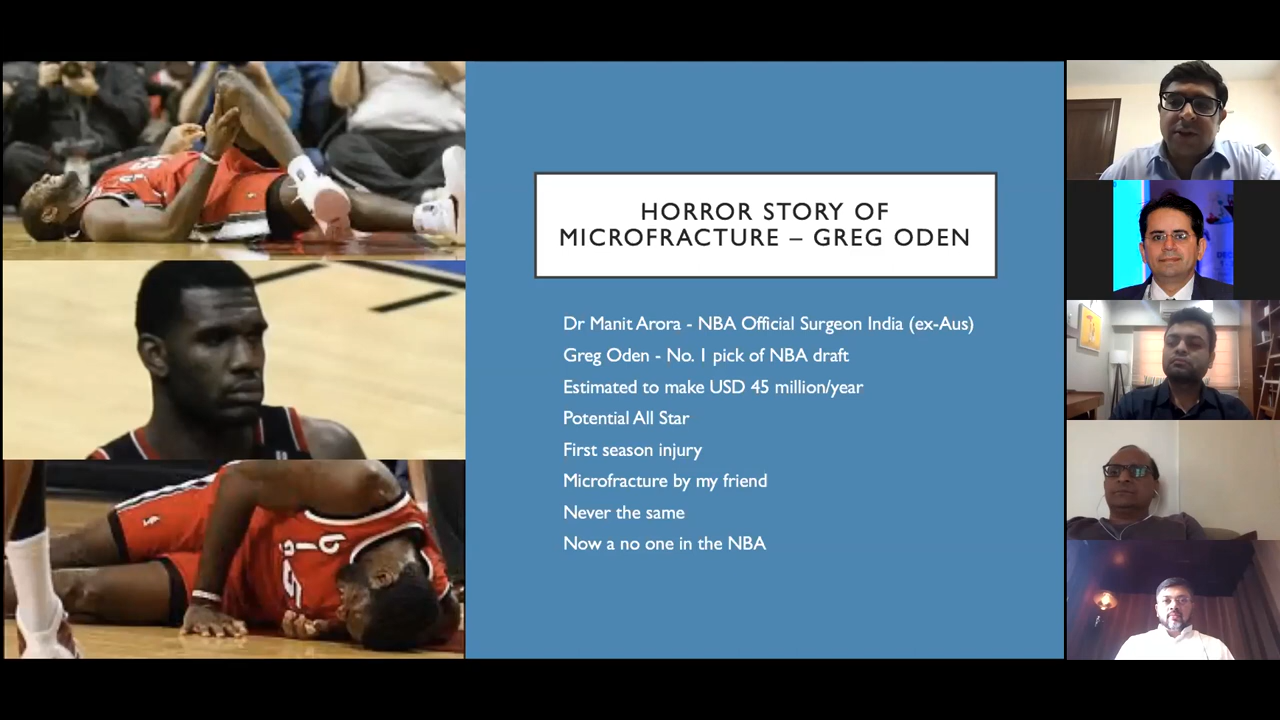 HORROR STORY OF
MICROFRACTURE – GREG ODEN
Dr Manit Arora - NBA Official Surgeon India (ex-Aus)
Greg Oden - No. 1 pick of NBA draft
Estimated to make USD 45 million/year
Potential All Star
First season injury
Microfracture by my friend
Never the same
Now a no one in the NBA